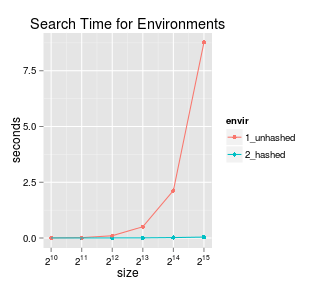 Search Time for Environments
seconds
7.5
5.0
2.5
0.0
2^10 2^11 2^12 2^13 2^14 2^15
size
envir
1_unhashed
2_hashed